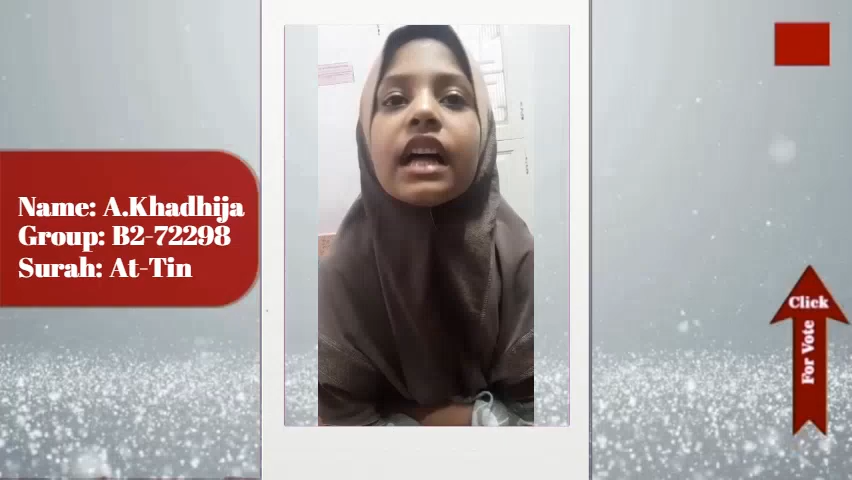 Name: A.Khadhija
Group: B2-72298
Surah: At-Tin
Click
For Vote